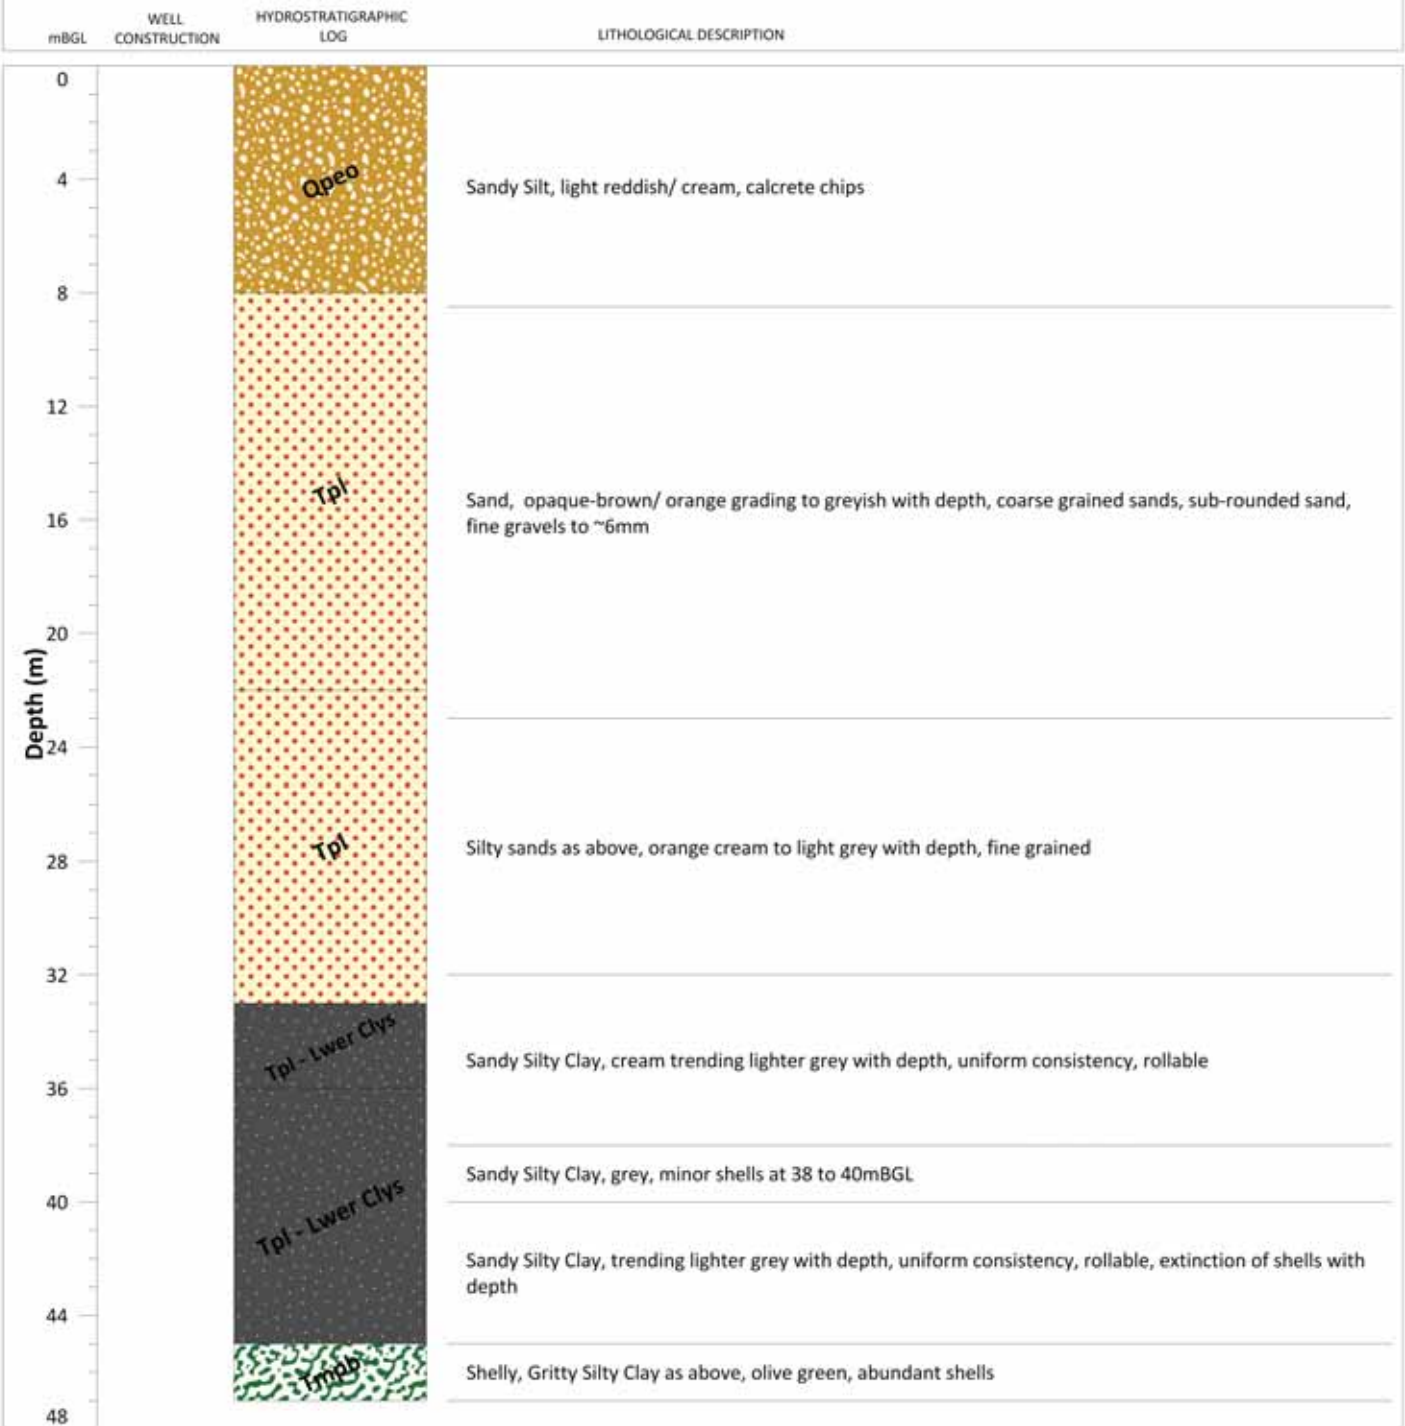 mBGL
WELL
CONSTRUCTION
HYDROSTRATIGRAPHIC
LOG
LITHOLOGICAL DESCRIPTION
Depth (m)
0
4
8
12
16
20
24
28
32
36
40
44
48
Qpeo
Sandy Silt, light reddish/ cream, calcrete chips
Tpl
Sand, opaque-brown/ orange grading to greyish with depth, coarse grained sands, sub-rounded sand,
fine gravels to ~6mm
Tpl
Silty sands as above, orange cream to light grey with depth, fine grained
Tpl - Lwer Clys
Sandy Silty Clay, cream trending lighter grey with depth, uniform consistency, rollable
Sandy Silty Clay, grey, minor shells at 38 to 40mBGL
Tpl - Lwer Clys
Sandy Silty Clay, trending lighter grey with depth, uniform consistency, rollable, extinction of shells with
depth
Tmpb
Shelly, Gritty Silty Clay as above, olive green, abundant shells